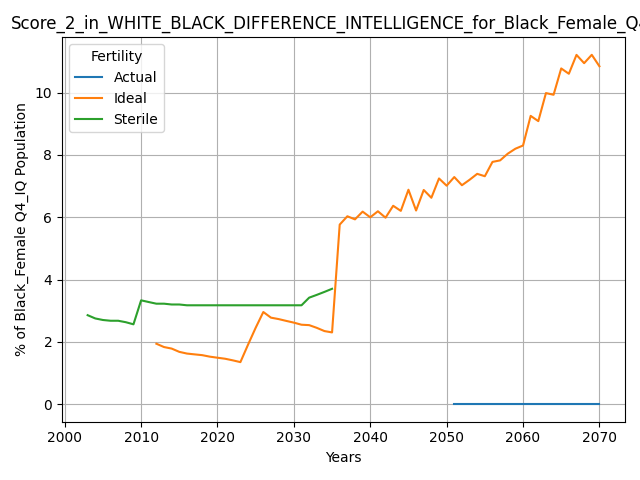 Score_2_in_WHITE_BLACK_DIFFERENCE_INTELLIGENCE_for_Black_Female_Q4
Fertility
Actual
Ideal
Sterile
% of Black_Female Q4_IQ Population
10
8
6
4
2
0
2000 2010 2020 2030 2040 2050 2060 2070
Years